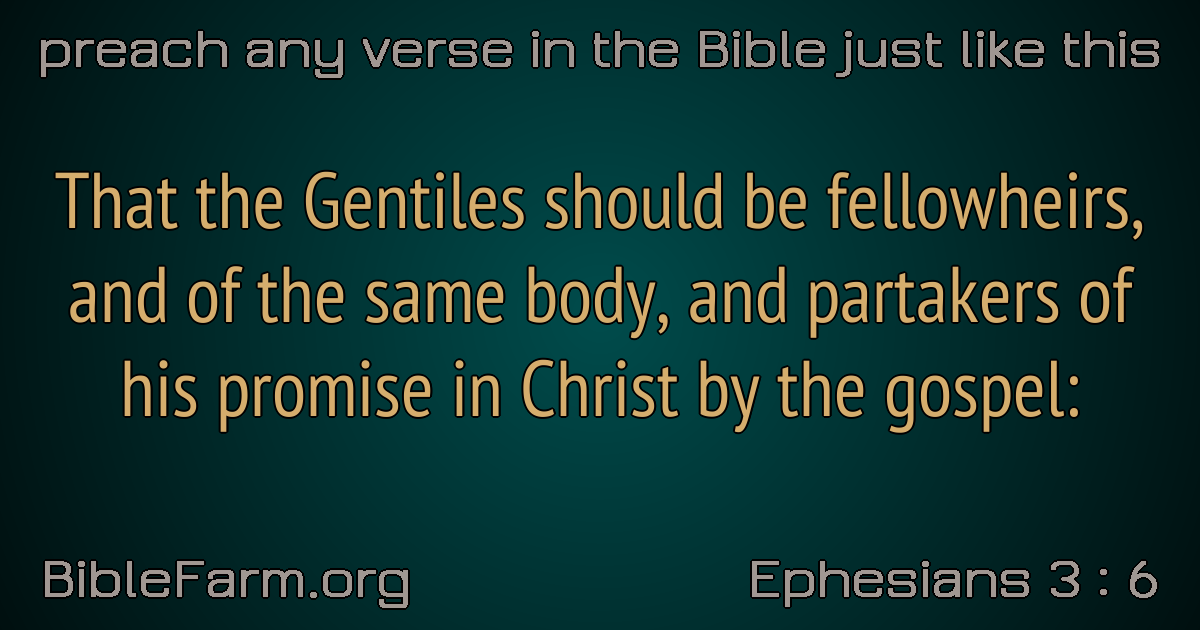 preach any verse in the Bible just like this
That the Gentiles should be fellowheirs,
and of the same body, and partakers of
his promise in Christ by the gospel:
BibleFarm.org
Ephesians 3 : 6